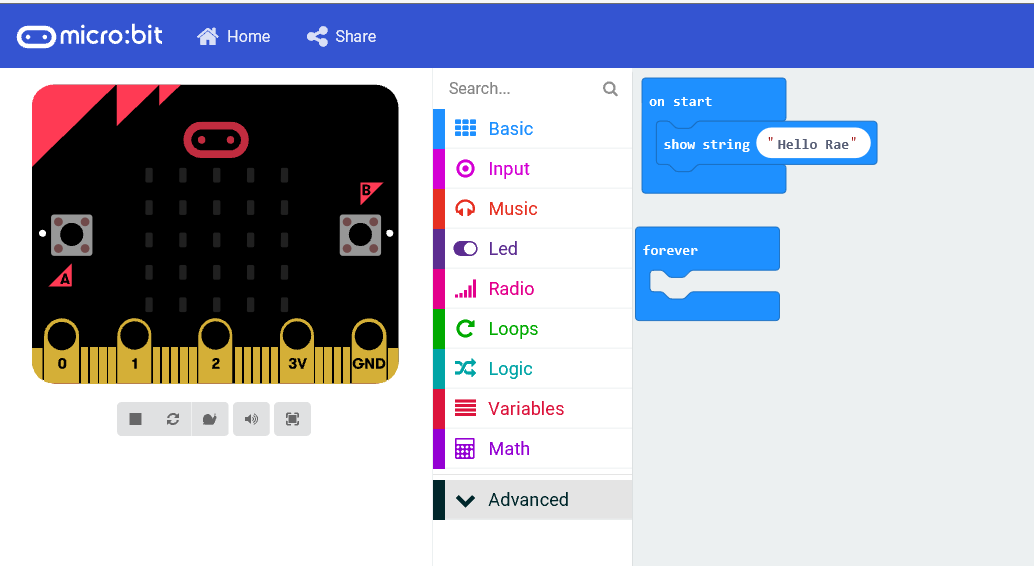 micro:bit Home Share
B
A
0 1 2 3V GND
Search...
Basic
Input
Music
Led
Radio
Loops
Logic
Variables
Math
Advanced
on start
show string "Hello Rae"
forever